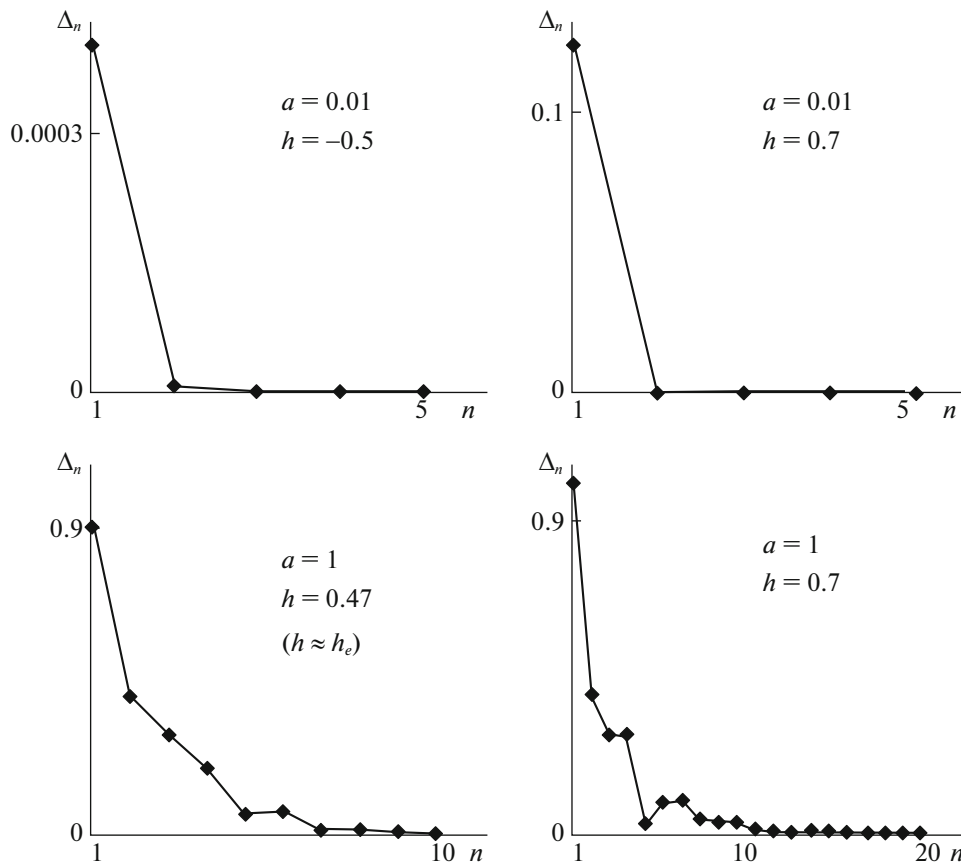 Δn
0.0003
a = 0.01
h = –0.5
0
1 5 n
Δn
0.1
a = 0.01
h = 0.7
0
1 5 n
Δn
0.9
a = 1
h = 0.47
(h ≈ he)
0
1 10 n
Δn
0.9
a = 1
h = 0.7
0
1 10 20 n